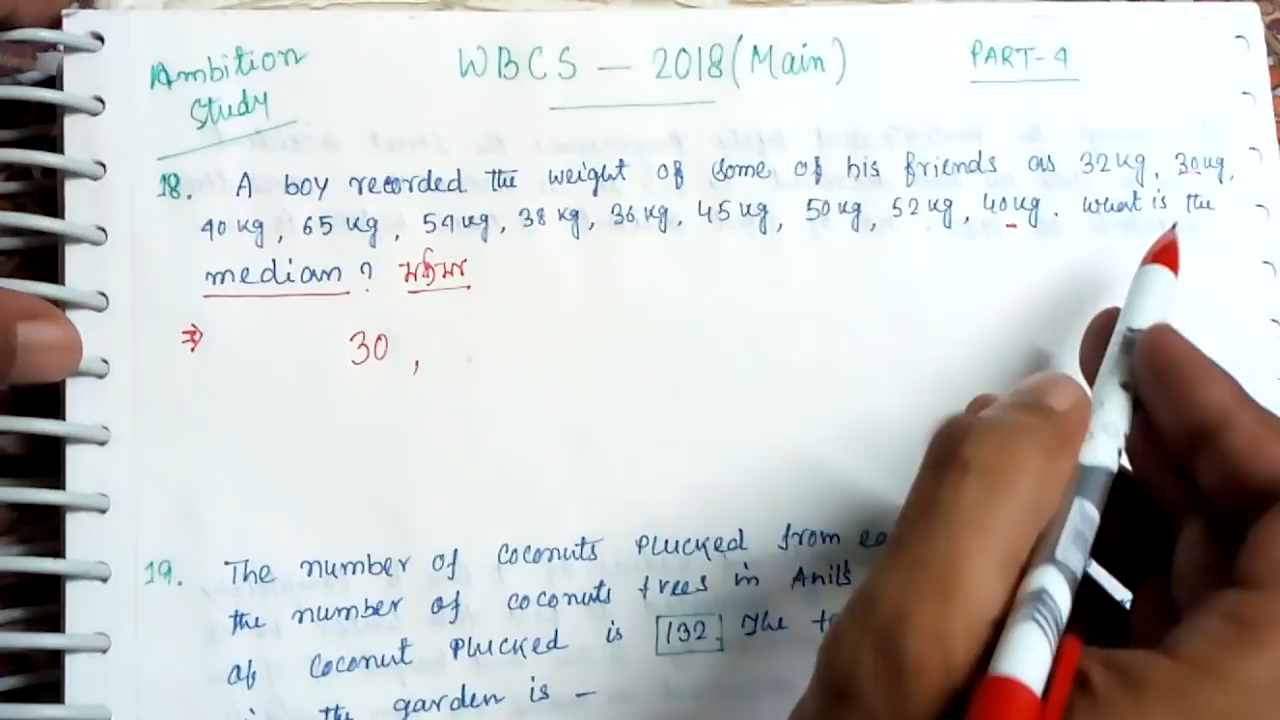 Ambition
Study
WBCS - 2018 (Main)
PART-4
18. A boy recorded the weight of some of his friends as 32 kg, 30 kg,
40 kg, 65 kg, 54 kg, 38 kg, 36 kg, 45 kg, 50 kg, 52 kg, 40 kg. What is the
median ?
⇒ 30 ,
19. The number of coconuts plucked from
the number of coconuts trees in Anil's
of coconut plucked is 192. The
the garden is -